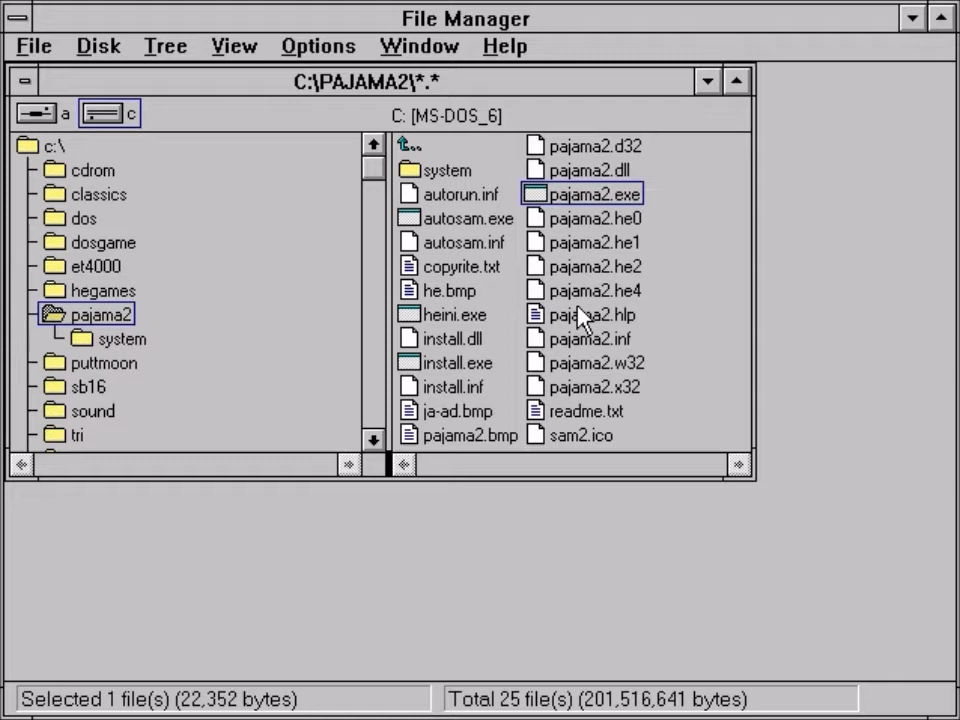 File Manager
File Disk Tree View Options Window Help
C:\PAJAMA2\*.*
a c C: [MS-DOS_6]
c:\
cdrom
classics
dos
dosgame
et4000
hegames
pajama2
system
puttmoon
sb16
sound
tri
..
system
autorun.inf
autosam.exe
autosam.inf
copyrite.txt
he.bmp
heini.exe
install.dll
install.exe
install.inf
ja-ad.bmp
pajama2.bmp
pajama2.d32
pajama2.dll
pajama2.exe
pajama2.he0
pajama2.he1
pajama2.he2
pajama2.he4
pajama2.hlp
pajama2.inf
pajama2.w32
pajama2.x32
readme.txt
sam2.ico
Selected 1 file(s) (22,352 bytes)
Total 25 file(s) (201,516,641 bytes)